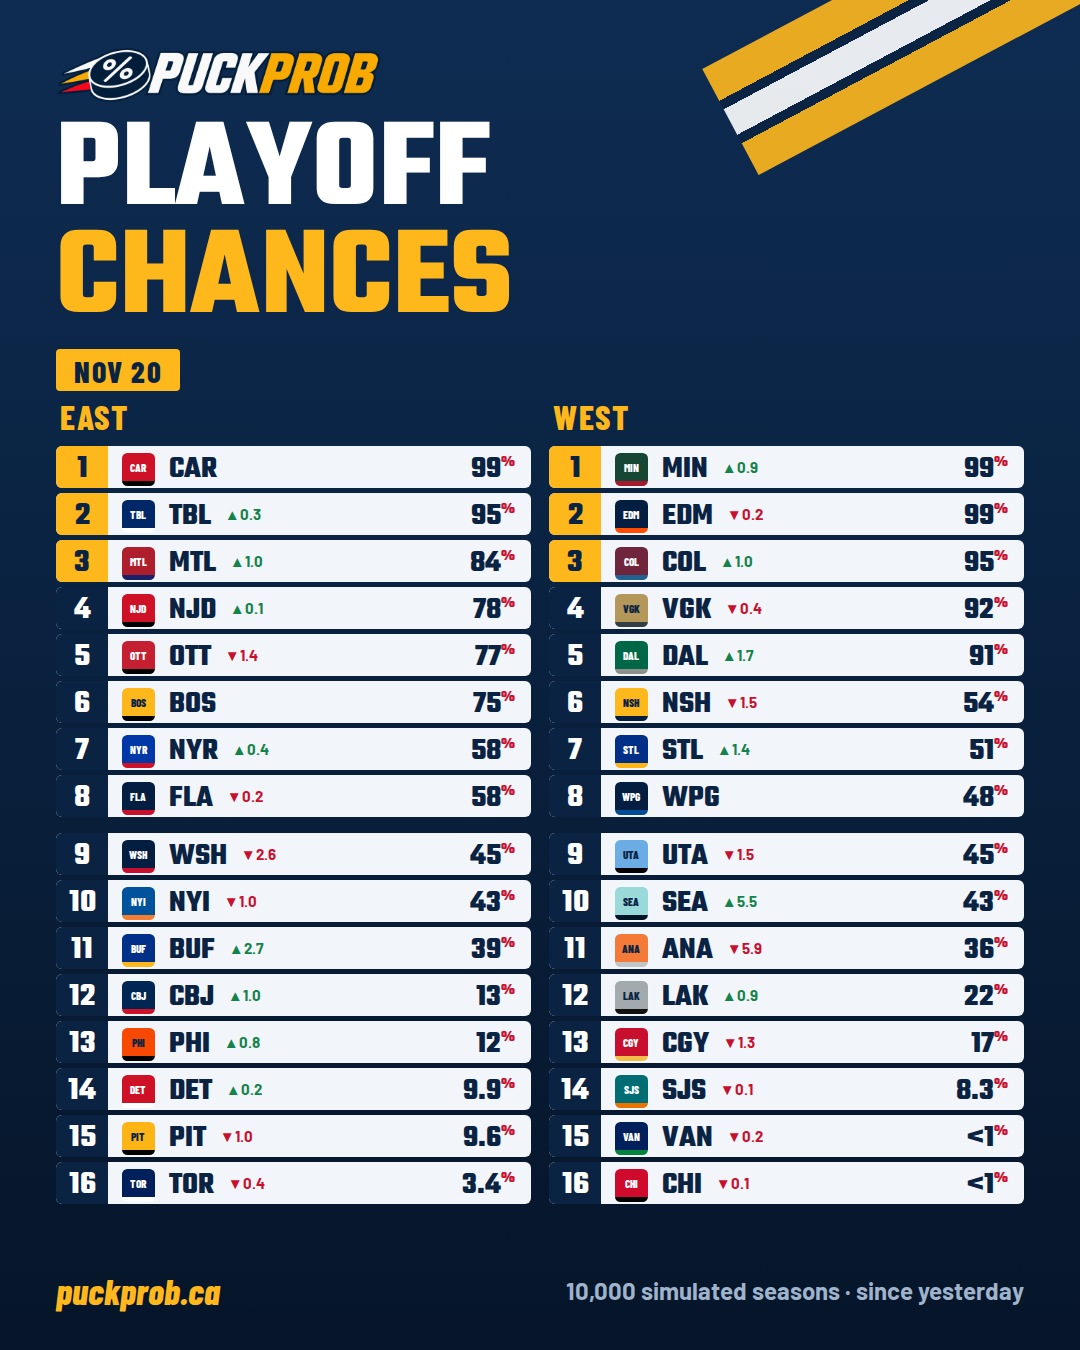 %PUCKPROB
PLAYOFF
CHANCES
NOV 20
EAST
1 CAR CAR 99%
2 TBL TBL ▲0.3 95%
3 MTL MTL ▲1.0 84%
4 NJD NJD ▲0.1 78%
5 OTT OTT ▼1.4 77%
6 BOS BOS 75%
7 NYR NYR ▲0.4 58%
8 FLA FLA ▼0.2 58%
9 WSH WSH ▼2.6 45%
10 NYI NYI ▼1.0 43%
11 BUF BUF ▲2.7 39%
12 CBJ CBJ ▲1.0 13%
13 PHI PHI ▲0.8 12%
14 DET DET ▲0.2 9.9%
15 PIT PIT ▼1.0 9.6%
16 TOR TOR ▼0.4 3.4%
WEST
1 MIN MIN ▲0.9 99%
2 EDM EDM ▼0.2 99%
3 COL COL ▲1.0 95%
4 VGK VGK ▼0.4 92%
5 DAL DAL ▲1.7 91%
6 NSH NSH ▼1.5 54%
7 STL STL ▲1.4 51%
8 WPG WPG 48%
9 UTA UTA ▼1.5 45%
10 SEA SEA ▲5.5 43%
11 ANA ANA ▼5.9 36%
12 LAK LAK ▲0.9 22%
13 CGY CGY ▼1.3 17%
14 SJS SJS ▼0.1 8.3%
15 VAN VAN ▼0.2 <1%
16 CHI CHI ▼0.1 <1%
puckprob.ca
10,000 simulated seasons · since yesterday